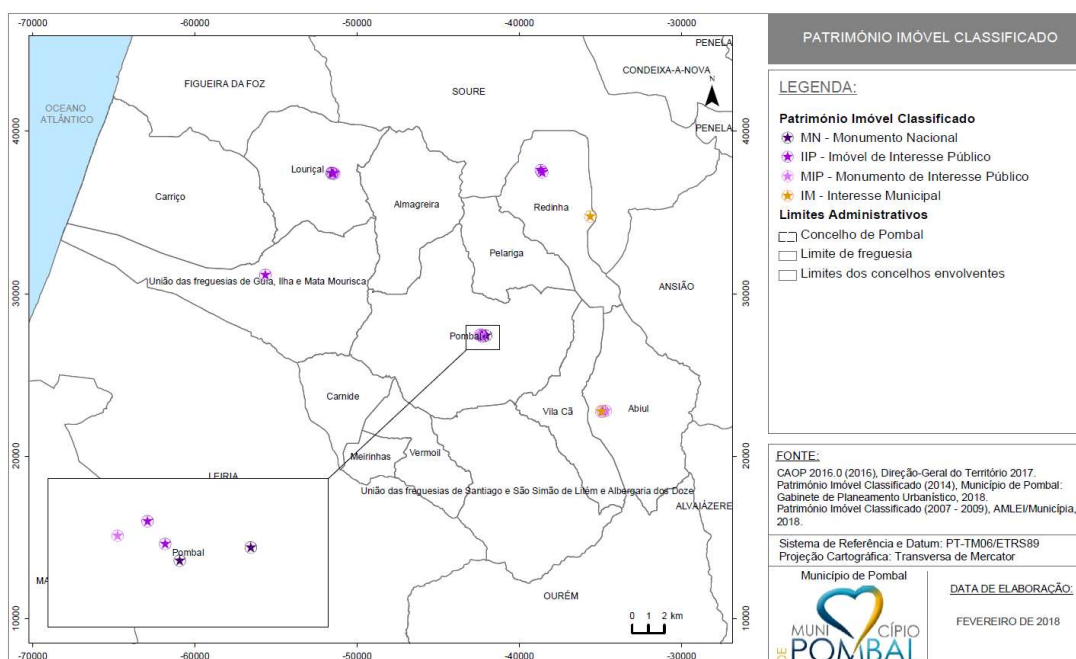 -70000
-60000
-50000
-40000
-30000
PATRIMÓNIO IMÓVEL CLASSIFICADO
PENELA
CONDEIXA-A-NOVA
FIGUEIRA DA FOZ
SOURE
N
OCEANO
ATLÂNTICO
PENELA
40000
40000
Louriçal
Carriço
Almagreira
Redinha
Pelariga
União das freguesias de Guia, Ilha e Mata Mourisca
ANSIÃO
30000
30000
Pombal
Carnide
Vila Cã
Abiul
20000
20000
Meirinhas
Vermoil
LEIRIA
União das freguesias de Santiago e São Simão de Litém e Albergaria dos Doze
ALVAIÁZERE
Pombal
MA
OURÉM
10000
10000
0 1 2 km
-70000
-60000
-50000
-40000
-30000
LEGENDA:
Património Imóvel Classificado
MN - Monumento Nacional
IIP - Imóvel de Interesse Público
MIP - Monumento de Interesse Público
IM - Interesse Municipal
Limites Administrativos
Concelho de Pombal
Limite de freguesia
Limites dos concelhos envolventes
FONTE:
CAOP 2016.0 (2016), Direção-Geral do Território 2017.
Património Imóvel Classificado (2014), Município de Pombal:
Gabinete de Planeamento Urbanístico, 2018.
Património Imóvel Classificado (2007 - 2009), AMLEI/Município,
2018.
Sistema de Referência e Datum: PT-TM06/ETRS89
Projeção Cartográfica: Transversa de Mercator
Município de Pombal
MUNICÍPIO
DE POMBAL
DATA DE ELABORAÇÃO:
FEVEREIRO DE 2018